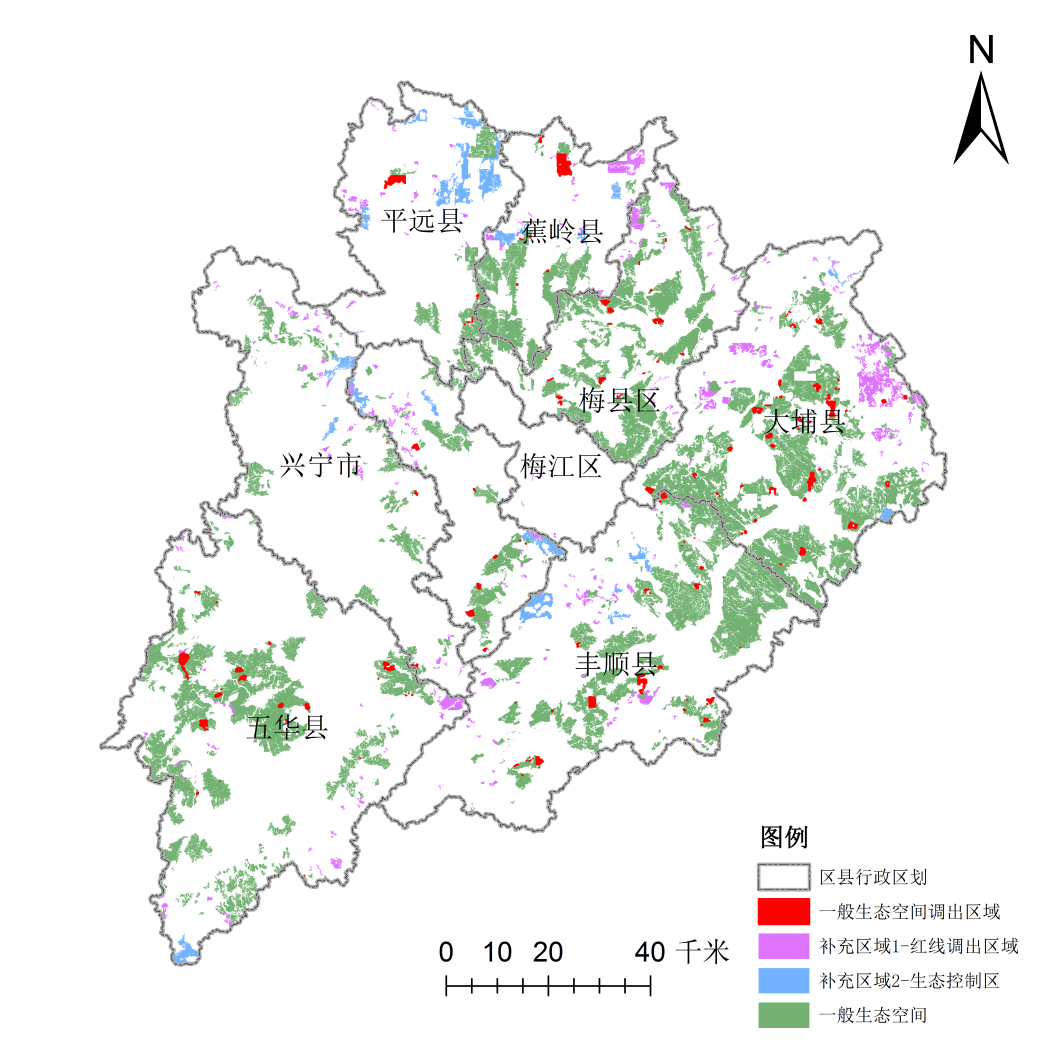 N
平远县
蕉岭县
梅县区
大埔县
兴宁市
梅江区
丰顺县
五华县
图例
区县行政区划
一般生态空间调出区域
补充区域1-红线调出区域
补充区域2-生态控制区
一般生态空间
0 10 20 40 千米